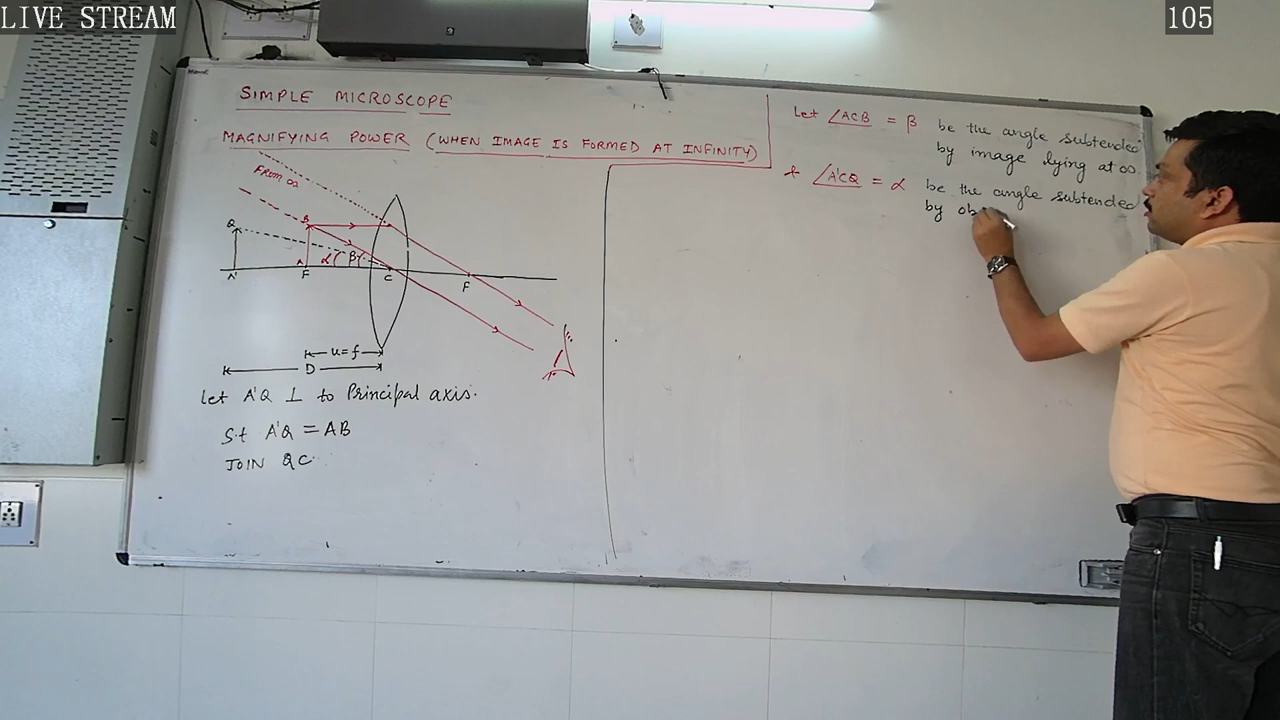 LIVE STREAM
105
SIMPLE MICROSCOPE
MAGNIFYING POWER (WHEN IMAGE IS FORMED AT INFINITY)
From ∞
Q
B
A'
A
F
α
β
C
F
u=f
D
Let A'Q ⊥ to Principal axis.
S.t A'Q = AB
JOIN QC
Let ∠ACB = β be the angle subtended
by image lying at ∞
+ ∠A'CQ = α be the angle subtended
by ob